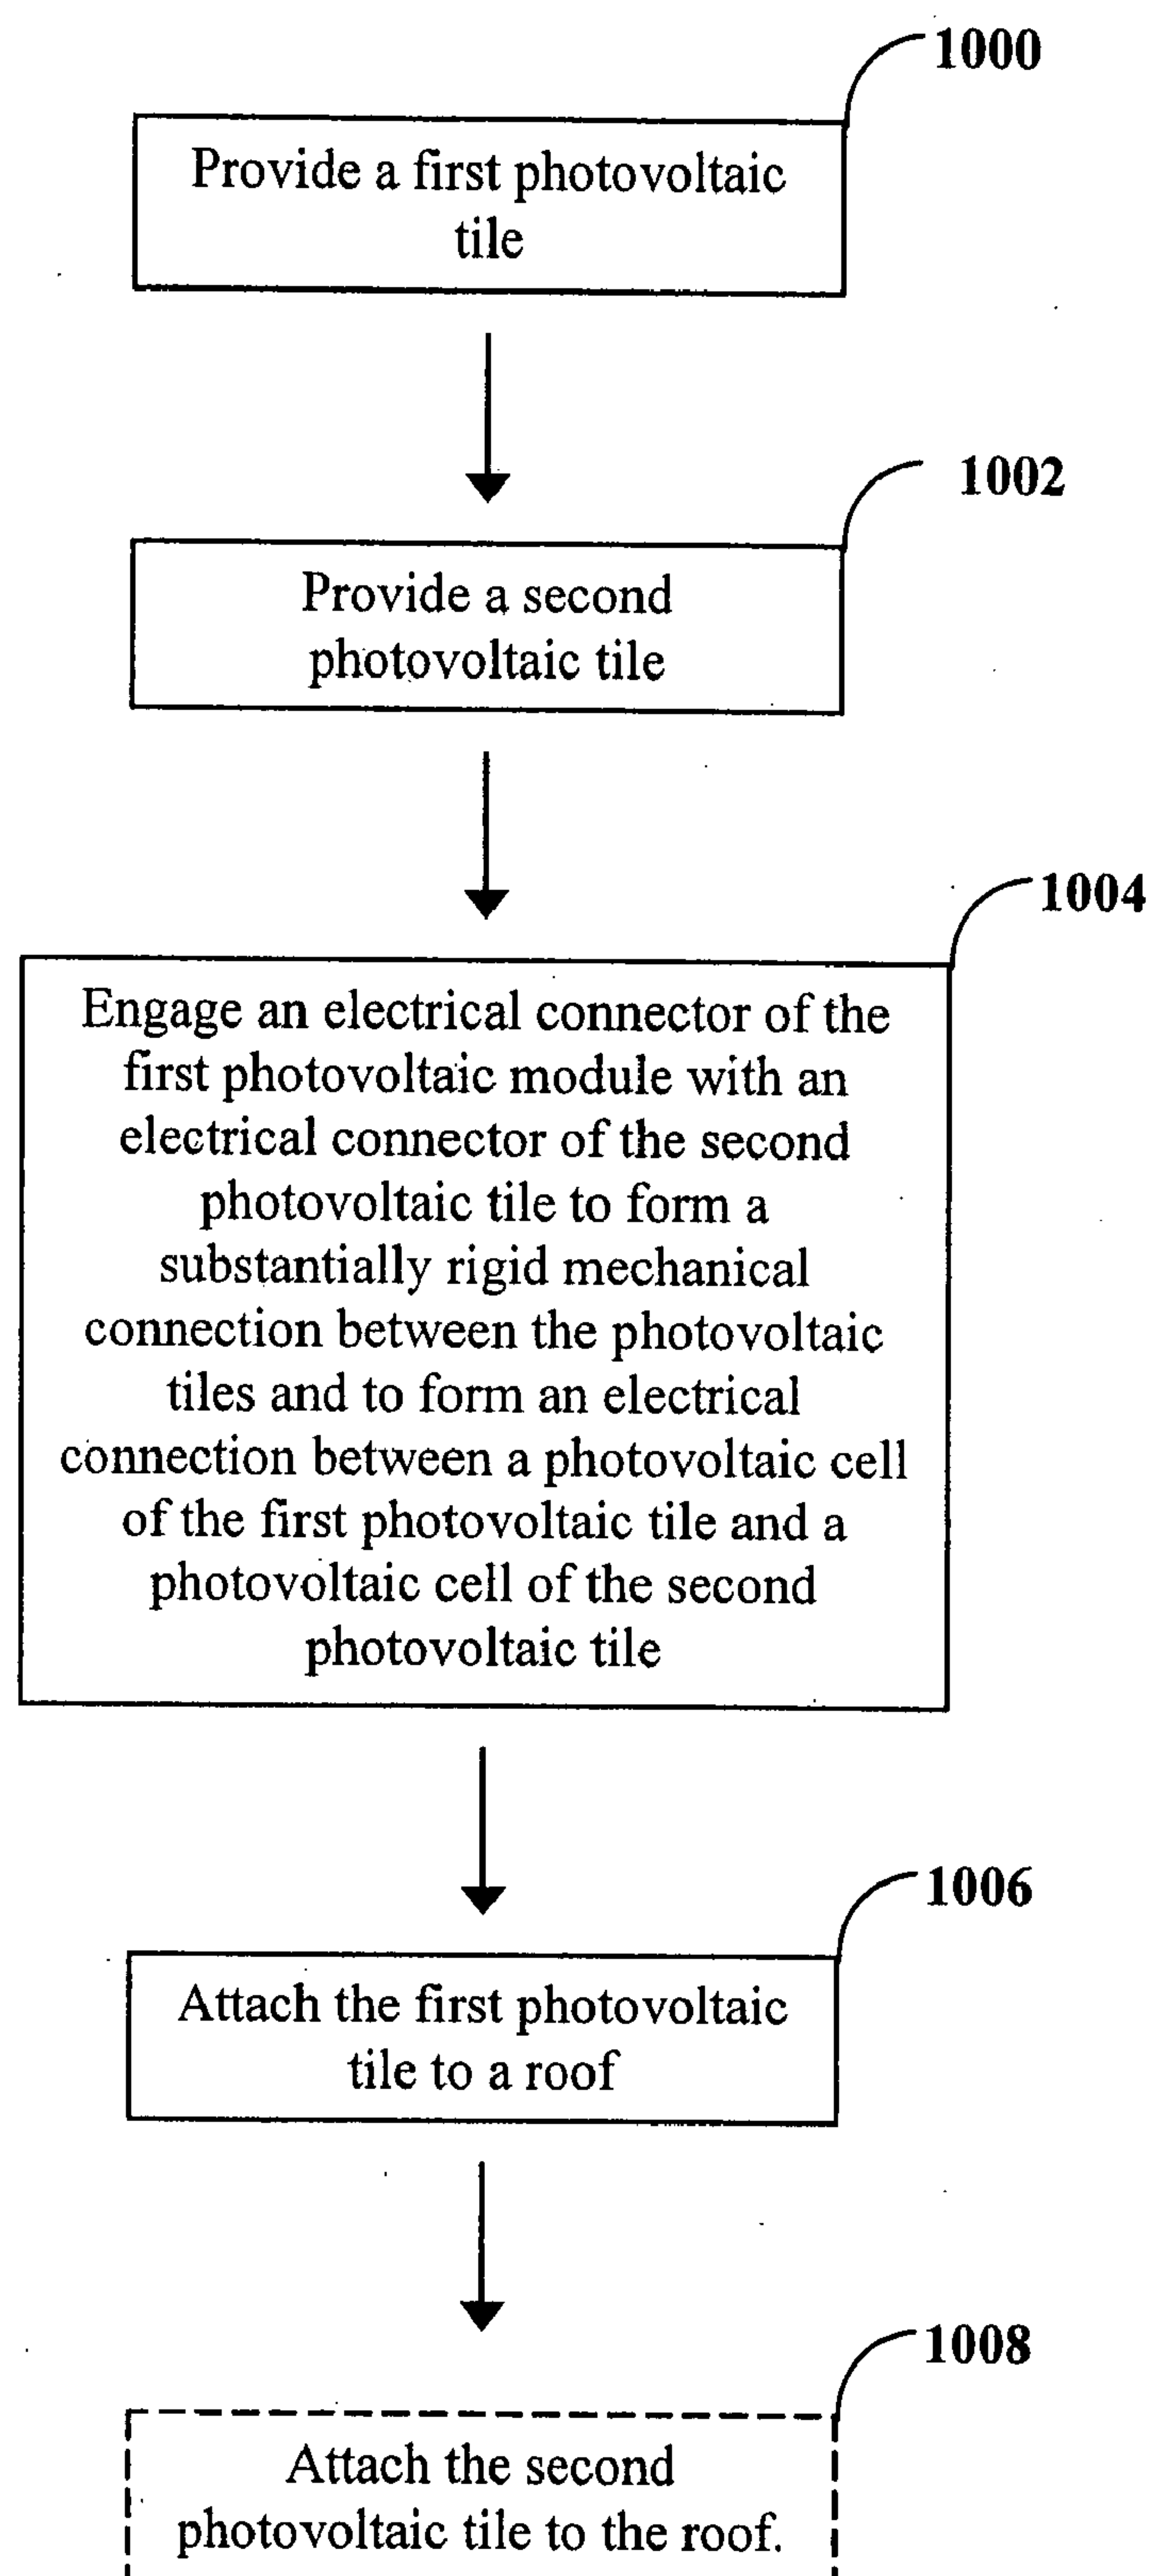 1000
Provide a first photovoltaic
tile
1002
Provide a second
photovoltaic tile
1004
Engage an electrical connector of the
first photovoltaic module with an
electrical connector of the second
photovoltaic tile to form a
substantially rigid mechanical
connection between the photovoltaic
tiles and to form an electrical
connection between a photovoltaic cell
of the first photovoltaic tile and a
photovoltaic cell of the second
photovoltaic tile
1006
Attach the first photovoltaic
tile to a roof
1008
Attach the second
photovoltaic tile to the roof.